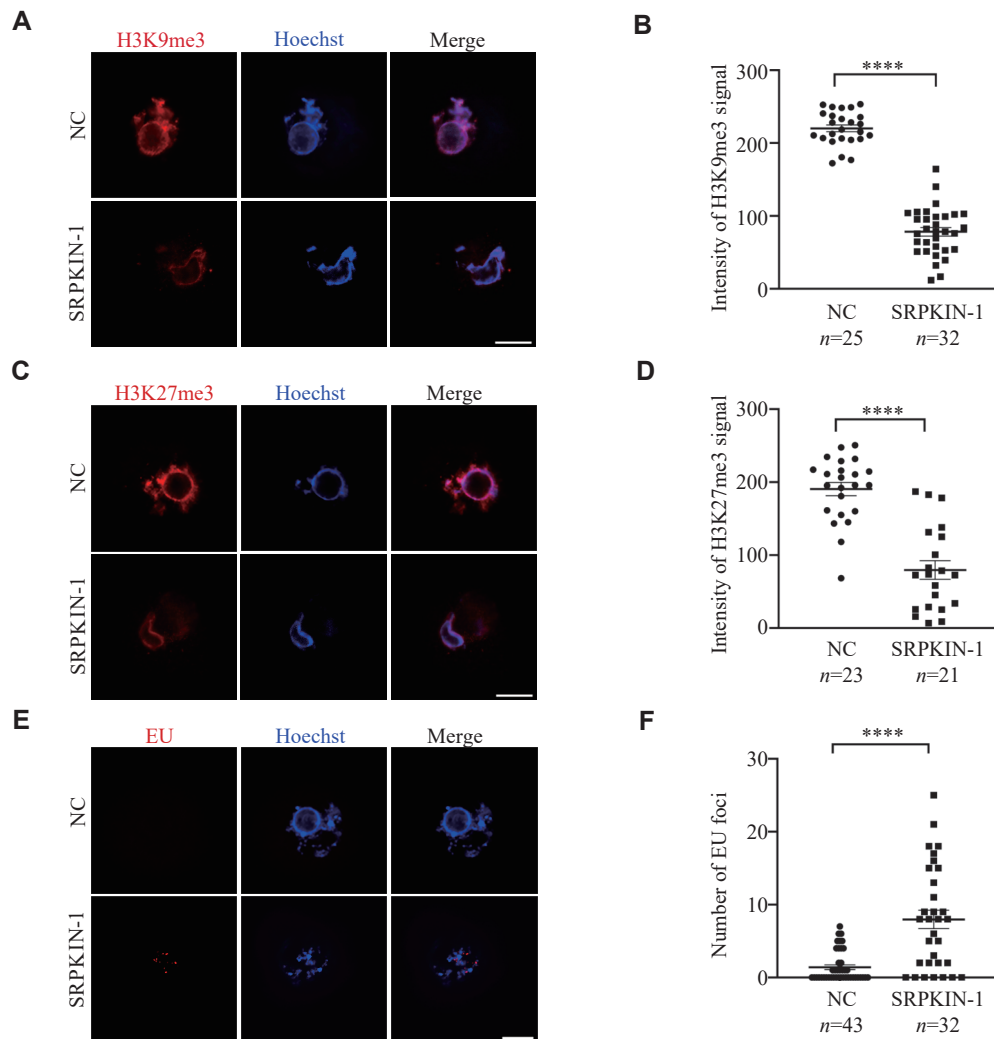 A
H3K9me3 Hoechst Merge
NC
SRPKIN-1
B
Intensity of H3K9me3 signal
300
200
100
0
****
NC SRPKIN-1
n=25 n=32
C
H3K27me3 Hoechst Merge
NC
SRPKIN-1
D
Intensity of H3K27me3 signal
300
200
100
0
****
NC SRPKIN-1
n=23 n=21
E
EU Hoechst Merge
NC
SRPKIN-1
F
Number of EU foci
30
20
10
0
****
NC SRPKIN-1
n=43 n=32